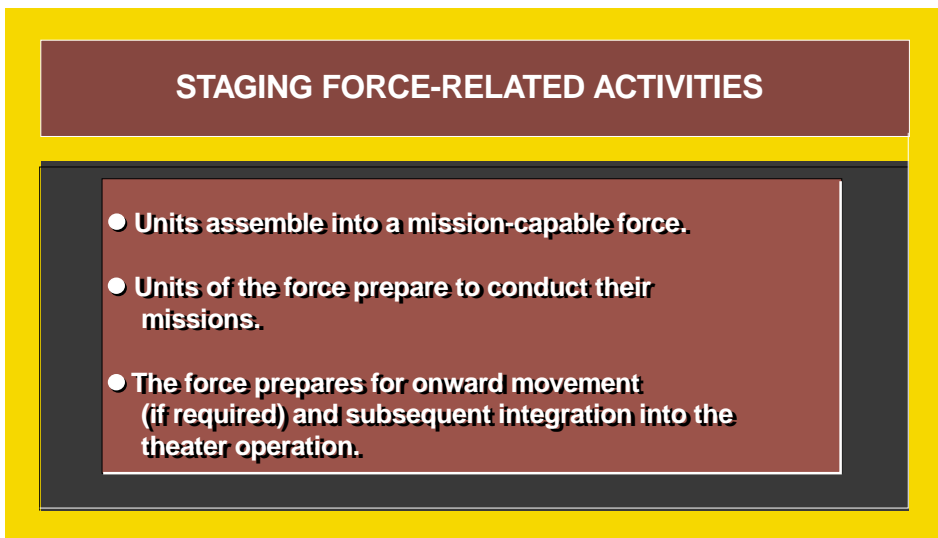 STAGING FORCE-RELATED ACTIVITIES
● Units assemble into a mission-capable force.
● Units of the force prepare to conduct their
missions.
● The force prepares for onward movement
(if required) and subsequent integration into the
theater operation.